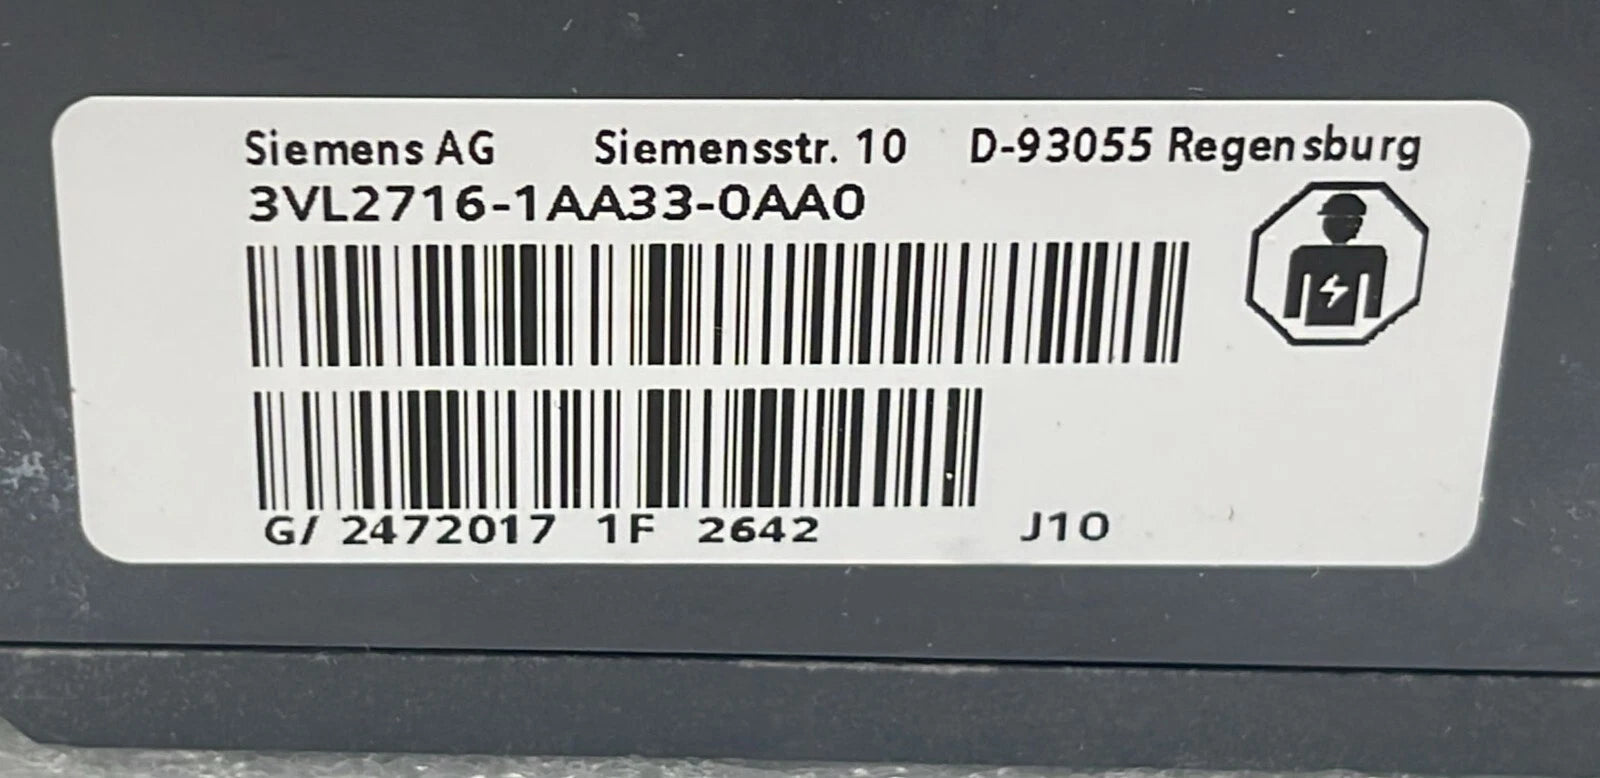 Siemens AG Siemensstr. 10 D-93055 Regensburg
3VL2716-1AA33-0AA0
G/ 2472017 1F 2642 J10